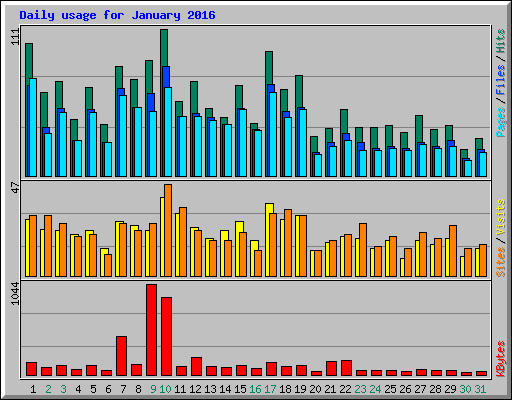 Daily usage for January 2016
111
Pages / Files / Hits
47
Sites / Visits
1044
KBytes
1 2 3 4 5 6 7 8 9 10 11 12 13 14 15 16 17 18 19 20 21 22 23 24 25 26 27 28 29 30 31